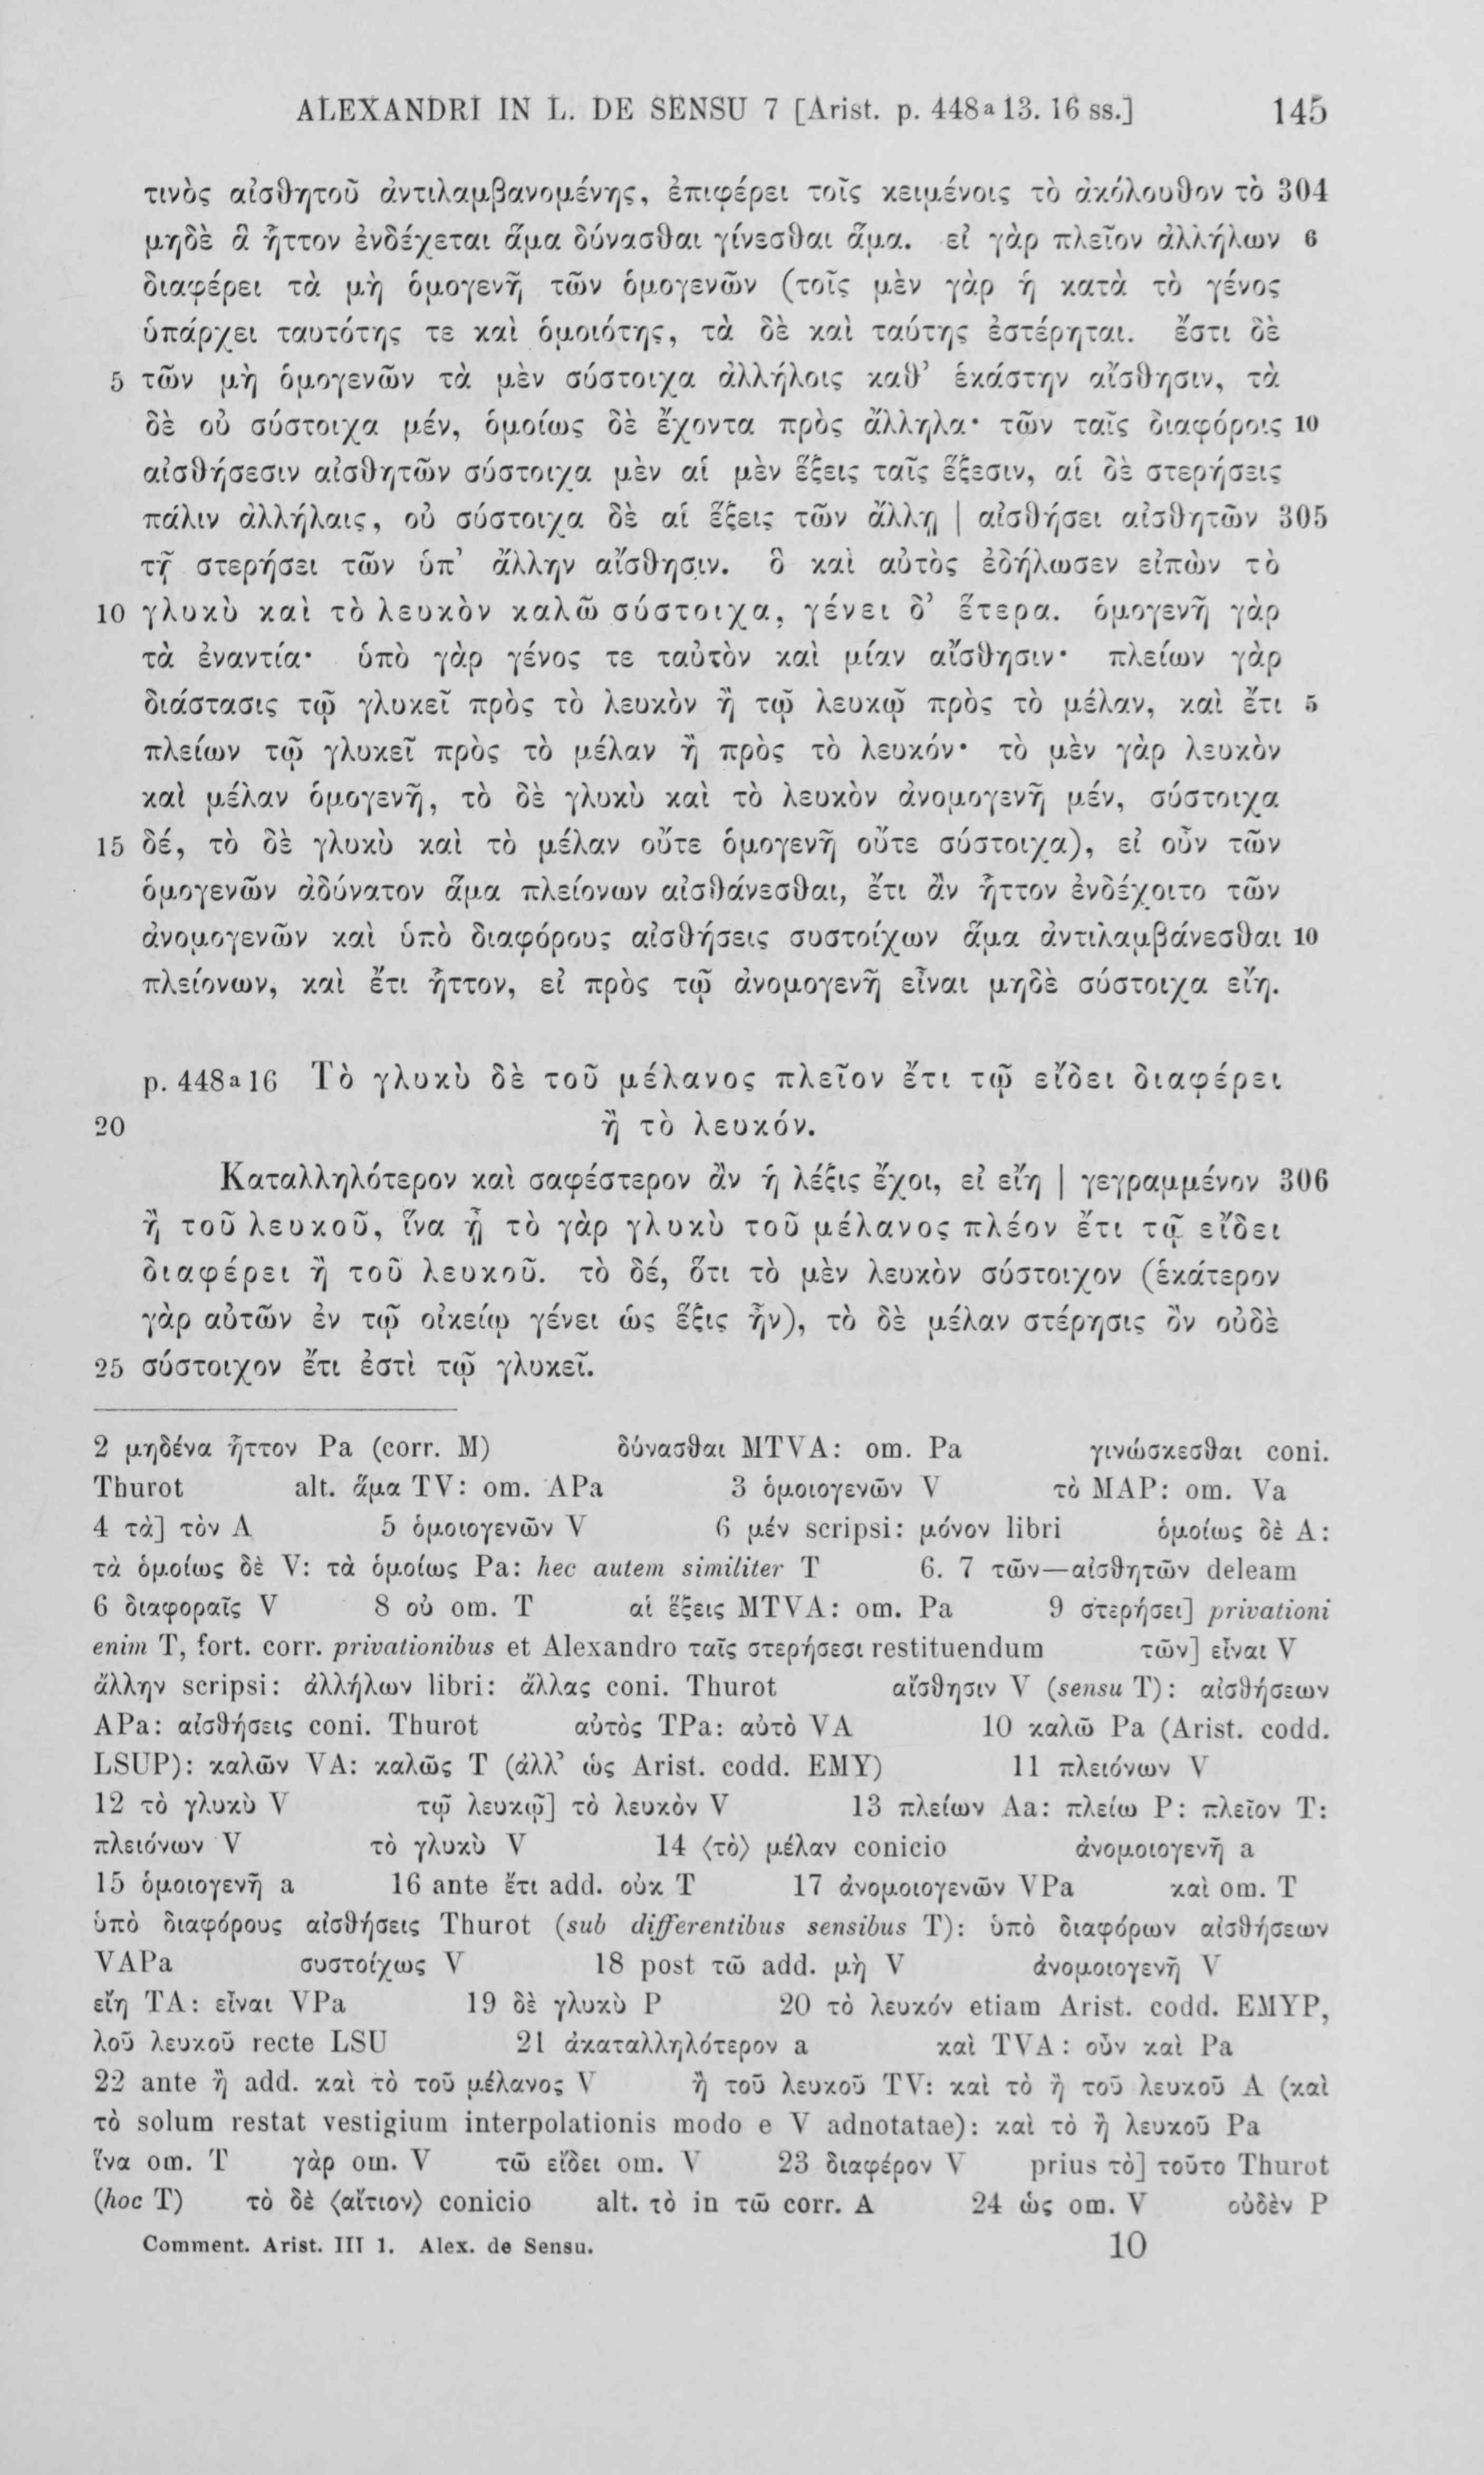 ALEXANDRI IN L. DE SENSU 7 [Arist. p. 448a 13. 16 ss.] 145
τινὸς αἰσθητοῦ ἀντιλαμβανομένης, ἐπιφέρει τοῖς κειμένοις τὸ ἀκόλουθον τὸ 304
μηδὲ ἃ ἧττον ἐνδέχεται ἅμα δύνασθαι γίνεσθαι ἅμα. εἰ γὰρ πλεῖον ἀλλήλων 6
διαφέρει τὰ μὴ ὁμογενῆ τῶν ὁμογενῶν (τοῖς μὲν γὰρ ἡ κατὰ τὸ γένος
ὑπάρχει ταυτότης τε καὶ ὁμοιότης, τὰ δὲ καὶ ταύτης ἐστέρηται. ἔστι δὲ
5 τῶν μὴ ὁμογενῶν τὰ μὲν σύστοιχα ἀλλήλοις καθ’ ἑκάστην αἴσθησιν, τὰ
δὲ οὐ σύστοιχα μέν, ὁμοίως δὲ ἔχοντα πρὸς ἄλληλα· τῶν ταῖς διαφόροις 10
αἰσθήσεσιν αἰσθητῶν σύστοιχα μὲν αἱ μὲν ἕξεις ταῖς ἕξεσιν, αἱ δὲ στερήσεις
πάλιν ἀλλήλαις, οὐ σύστοιχα δὲ αἱ ἕξεις τῶν ἄλλῃ | αἰσθήσει αἰσθητῶν 305
τῇ στερήσει τῶν ὑπ’ ἄλλην αἴσθησιν. ὃ καὶ αὐτὸς ἐδήλωσεν εἰπὼν τὸ
10 γλυκὺ καὶ τὸ λευκὸν καλῶ σύστοιχα, γένει δ’ ἕτερα. ὁμογενῆ γὰρ
τὰ ἐναντία· ὑπὸ γὰρ γένος τε ταὐτὸν καὶ μίαν αἴσθησιν· πλείων γὰρ
διάστασις τῷ γλυκεῖ πρὸς τὸ λευκὸν ἢ τῷ λευκῷ πρὸς τὸ μέλαν, καὶ ἔτι 5
πλείων τῷ γλυκεῖ πρὸς τὸ μέλαν ἢ πρὸς τὸ λευκόν· τὸ μὲν γὰρ λευκὸν
καὶ μέλαν ὁμογενῆ, τὸ δὲ γλυκὺ καὶ τὸ λευκὸν ἀνομογενῆ μέν, σύστοιχα
15 δέ, τὸ δὲ γλυκὺ καὶ τὸ μέλαν οὔτε ὁμογενῆ οὔτε σύστοιχα), εἰ οὖν τῶν
ὁμογενῶν ἀδύνατον ἅμα πλείονων αἰσθάνεσθαι, ἔτι ἂν ἧττον ἐνδέχοιτο τῶν
ἀνομογενῶν καὶ ὑπὸ διαφόρους αἰσθήσεις συστοίχων ἅμα ἀντιλαμβάνεσθαι 10
πλείονων, καὶ ἔτι ἧττον, εἰ πρὸς τῷ ἀνομογενῆ εἶναι μηδὲ σύστοιχα εἴη.
p. 448a 16 Τὸ γλυκὺ δὲ τοῦ μέλανος πλεῖον ἔτι τῷ εἴδει διαφέρει
20 ἢ τὸ λευκόν.
Καταλληλότερον καὶ σαφέστερον ἂν ἡ λέξις ἔχοι, εἰ εἴη | γεγραμμένον 306
ἢ τοῦ λευκοῦ, ἵνα ᾖ τὸ γὰρ γλυκὺ τοῦ μέλανος πλέον ἔτι τῷ εἴδει
διαφέρει ἢ τοῦ λευκοῦ. τὸ δέ, ὅτι τὸ μὲν λευκὸν σύστοιχον (ἑκάτερον
γὰρ αὐτῶν ἐν τῷ οἰκείῳ γένει ὡς ἕξις ἦν), τὸ δὲ μέλαν στέρησις ὂν οὐδὲ
25 σύστοιχον ἔτι ἐστὶ τῷ γλυκεῖ.
2 μηδένα ἧττον Pa (corr. M) δύνασθαι MTVA: om. Pa γινώσκεσθαι coni.
Thurot alt. ἅμα TV: om. APa 3 ὁμοιογενῶν V τὸ MAP: om. Va
4 τὰ] τὸν A 5 ὁμοιογενῶν V 6 μέν scripsi: μόνον libri ὁμοίως δὲ A:
τὰ ὁμοίως δὲ V: τὰ ὁμοίως Pa: hec autem similiter T 6. 7 τῶν—αἰσθητῶν deleam
6 διαφοραῖς V 8 οὐ om. T αἱ ἕξεις MTVA: om. Pa 9 στερήσει] privationi
enim T, fort. corr. privationibus et Alexandro ταῖς στερήσεσι restituendum τῶν] εἶναι V
ἄλλην scripsi: ἀλλήλων libri: ἄλλας coni. Thurot αἴσθησιν V (sensu T): αἰσθήσεων
APa: αἰσθήσεις coni. Thurot αὐτὸς TPa: αὐτὸ VA 10 καλῶ Pa (Arist. codd.
LSUP): καλῶν VA: καλῶς T (ἀλλ’ ὡς Arist. codd. EMY) 11 πλειόνων V
12 τὸ γλυκὺ V τῷ λευκῷ] τὸ λευκὸν V 13 πλείων Aa: πλείω P: πλεῖον T:
πλειόνων V τὸ γλυκὺ V 14 ⟨τὸ⟩ μέλαν conicio ἀνομοιογενῆ a
15 ὁμοιογενῆ a 16 ante ἔτι add. οὐκ T 17 ἀνομοιογενῶν VPa καὶ om. T
ὑπὸ διαφόρους αἰσθήσεις Thurot (sub differentibus sensibus T): ὑπὸ διαφόρων αἰσθήσεων
VAPa συστοίχως V 18 post τῶ add. μὴ V ἀνομοιογενῆ V
εἴη TA: εἶναι VPa 19 δὲ γλυκὺ P 20 τὸ λευκόν etiam Arist. codd. EMYP,
λοῦ λευκοῦ recte LSU 21 ἀκαταλληλότερον a καὶ TVA: οὖν καὶ Pa
22 ante ἢ add. καὶ τὸ τοῦ μέλανος V ἢ τοῦ λευκοῦ TV: καὶ τὸ ἢ τοῦ λευκοῦ A (καὶ
τὸ solum restat vestigium interpolationis modo e V adnotatae): καὶ τὸ ἢ λευκοῦ Pa
ἵνα om. T γὰρ om. V τῶ εἴδει om. V 23 διαφέρον V prius τὸ] τοῦτο Thurot
(hoc T) τὸ δὲ ⟨αἴτιον⟩ conicio alt. τὸ in τῶ corr. A 24 ὡς om. V οὐδὲν P
Comment. Arist. III 1. Alex. de Sensu. 10